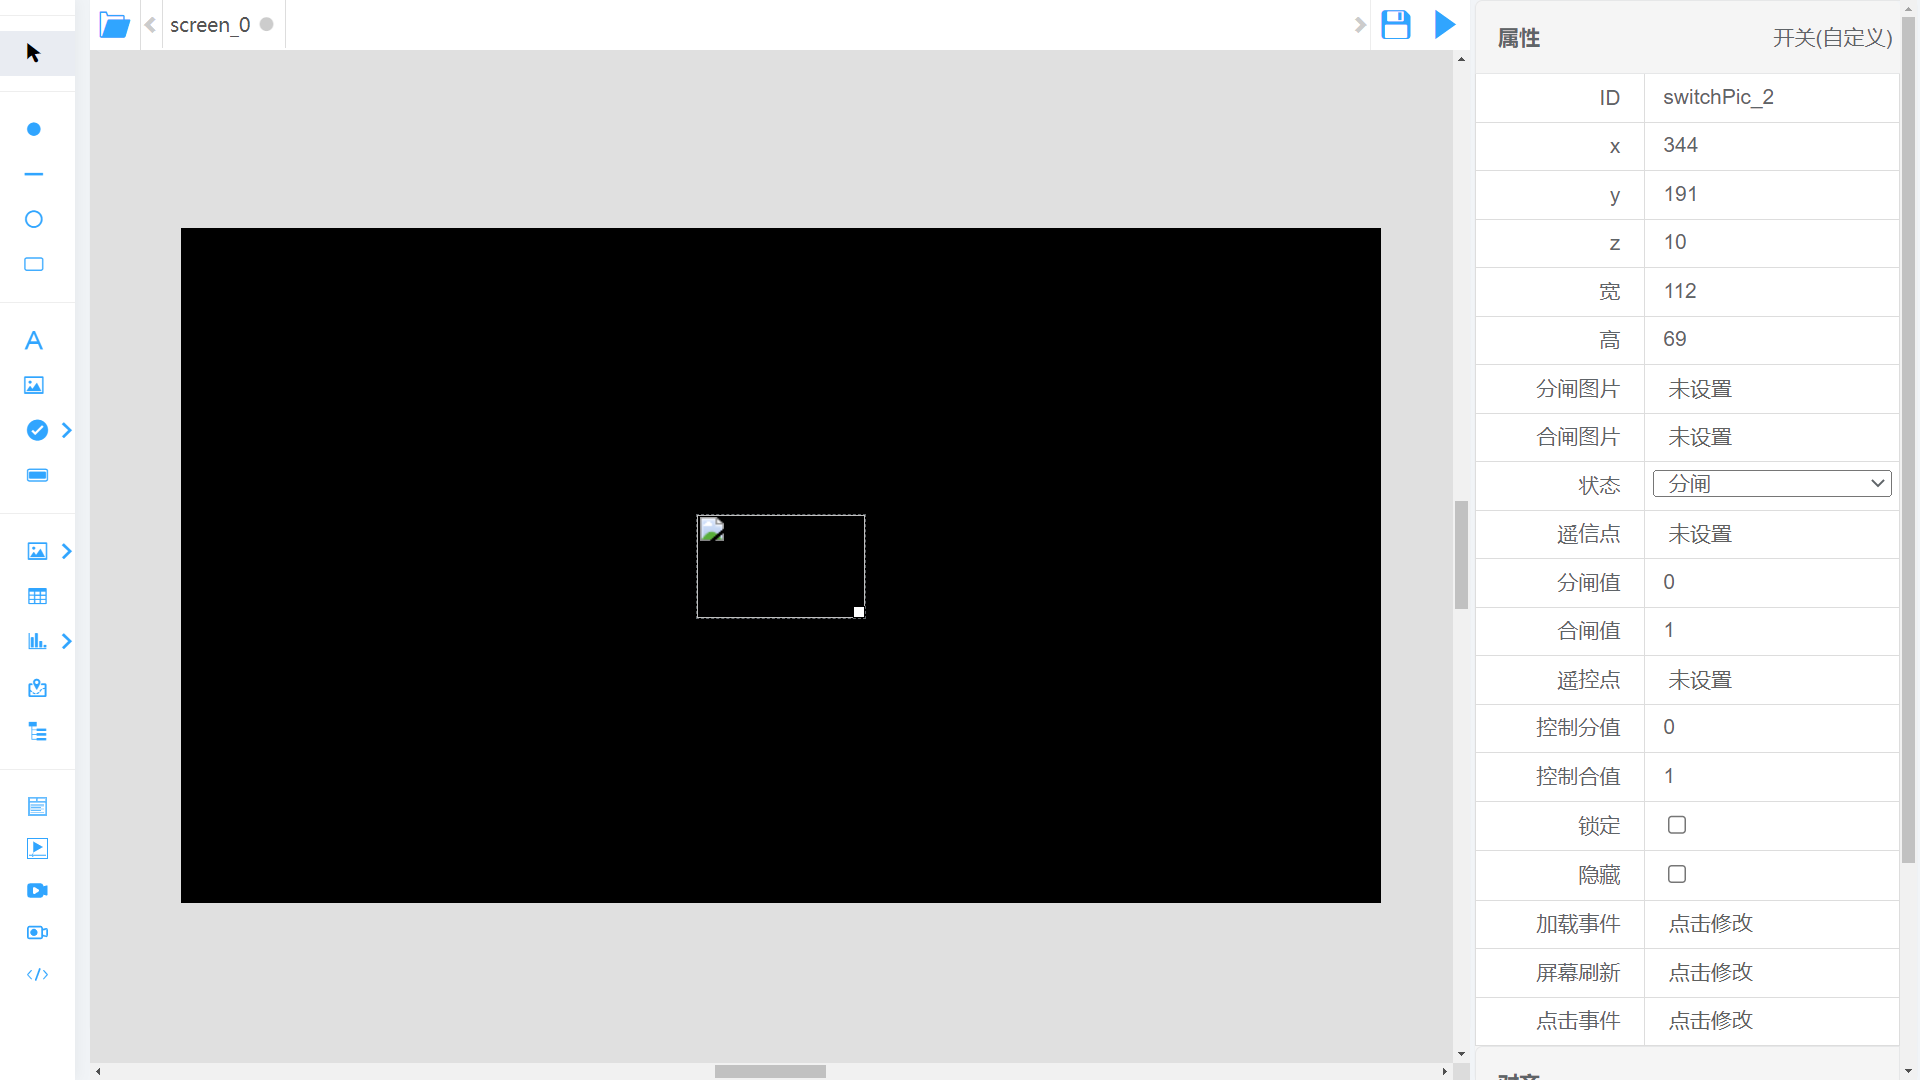 screen_0
属性 开关(自定义)
ID switchPic_2
x 344
y 191
z 10
宽 112
高 69
分闸图片 未设置
合闸图片 未设置
状态 分闸
遥信点 未设置
分闸值 0
合闸值 1
遥控点 未设置
控制分值 0
控制合值 1
锁定
隐藏
加载事件 点击修改
屏幕刷新 点击修改
点击事件 点击修改